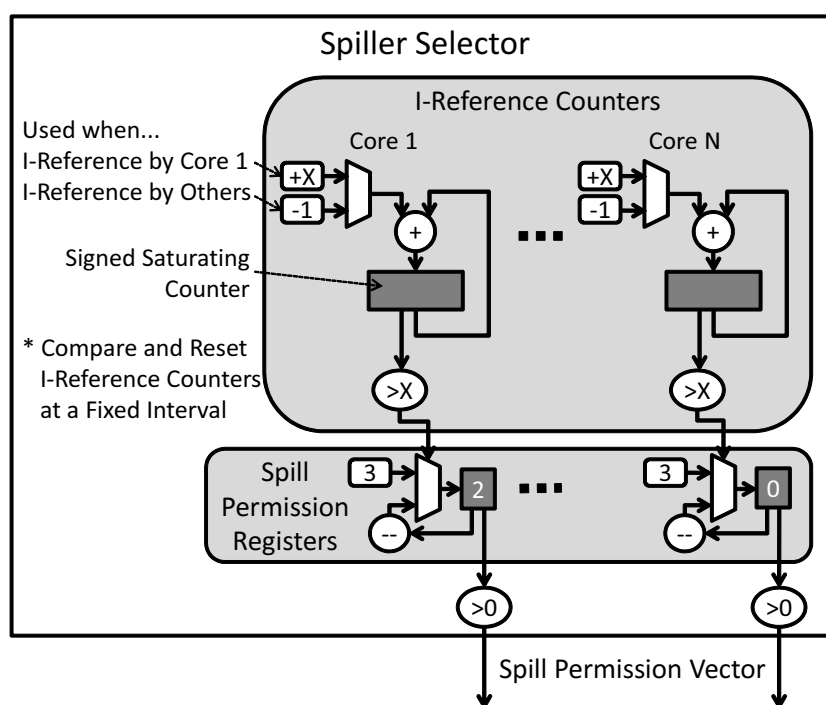 Spiller Selector
I-Reference Counters
Used when...
I-Reference by Core 1
I-Reference by Others
Core 1
Core N
+X
-1
+X
-1
+
...
+
Signed Saturating
Counter
* Compare and Reset
I-Reference Counters
at a Fixed Interval
>X
>X
Spill
Permission
Registers
3
2
--
...
3
0
--
>0
>0
Spill Permission Vector